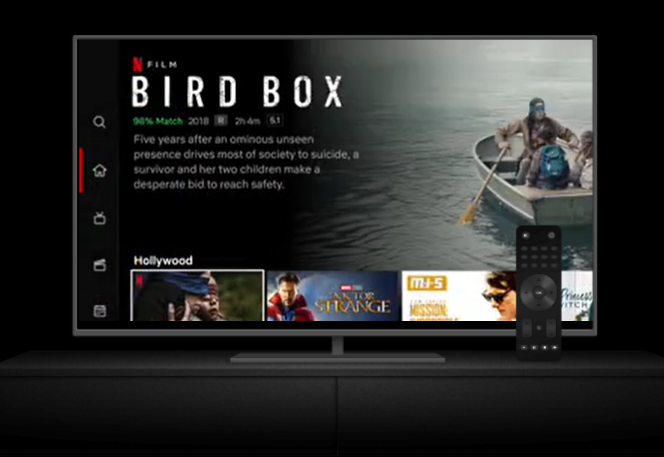 N FILM
BIRD BOX
98% Match 2018 R 2h 4m 5.1
Five years after an ominous unseen
presence drives most of society to suicide, a
survivor and her two children make a
desperate bid to reach safety.
Hollywood
N
MARVEL
DOCTOR
STRANGE
M:I-5
MISSION:
Princess
WITCH